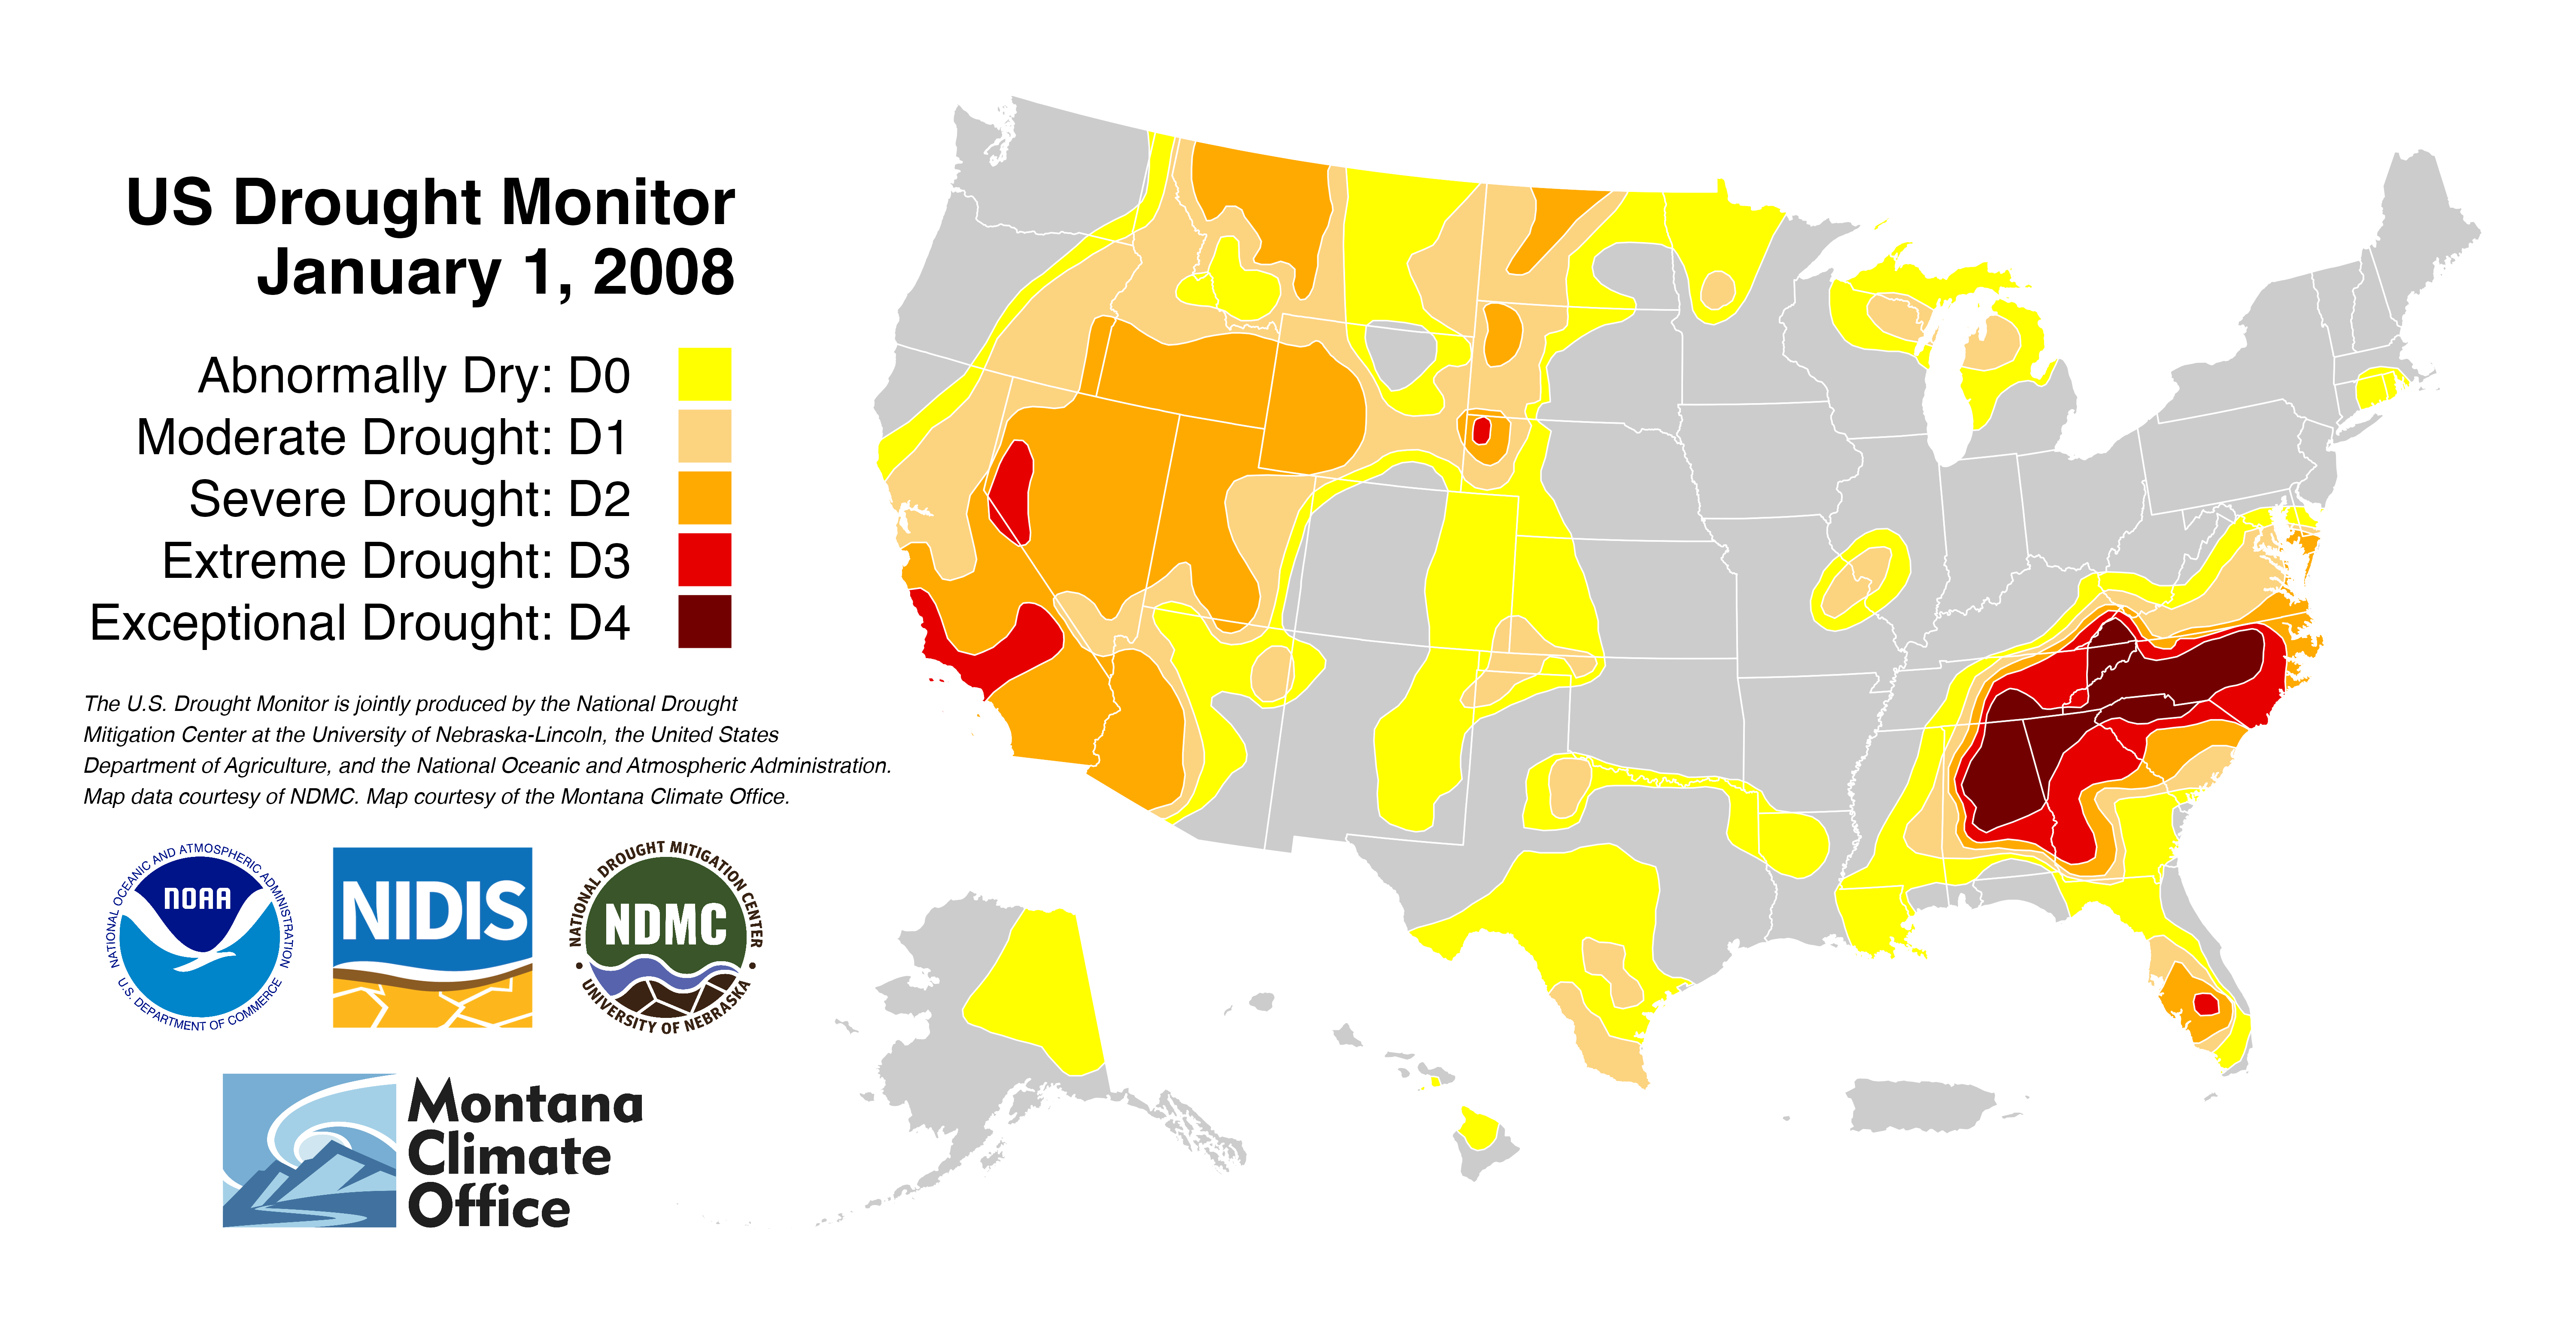 US Drought Monitor
January 1, 2008
Abnormally Dry: D0
Moderate Drought: D1
Severe Drought: D2
Extreme Drought: D3
Exceptional Drought: D4
The U.S. Drought Monitor is jointly produced by the National Drought
Mitigation Center at the University of Nebraska-Lincoln, the United States
Department of Agriculture, and the National Oceanic and Atmospheric Administration.
Map data courtesy of NDMC. Map courtesy of the Montana Climate Office.
NATIONAL OCEANIC AND ATMOSPHERIC ADMINISTRATION
NOAA
U.S. DEPARTMENT OF COMMERCE
NIDIS
NATIONAL DROUGHT MITIGATION CENTER
NDMC
UNIVERSITY OF NEBRASKA
Montana
Climate
Office